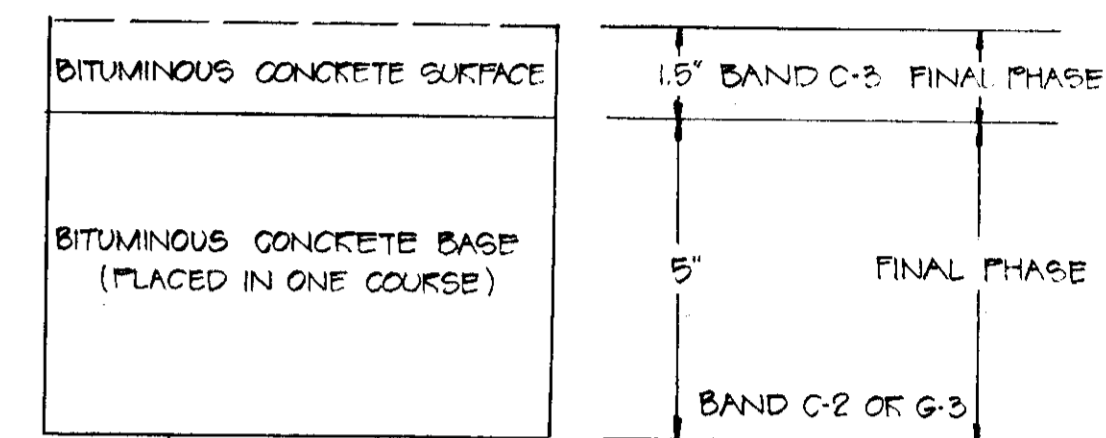 BITUMINOUS CONCRETE SURFACE
1.5" BAND C-3 FINAL PHASE
BITUMINOUS CONCRETE BASE
(PLACED IN ONE COURSE)
5" FINAL PHASE
BAND C-2 OR G-3